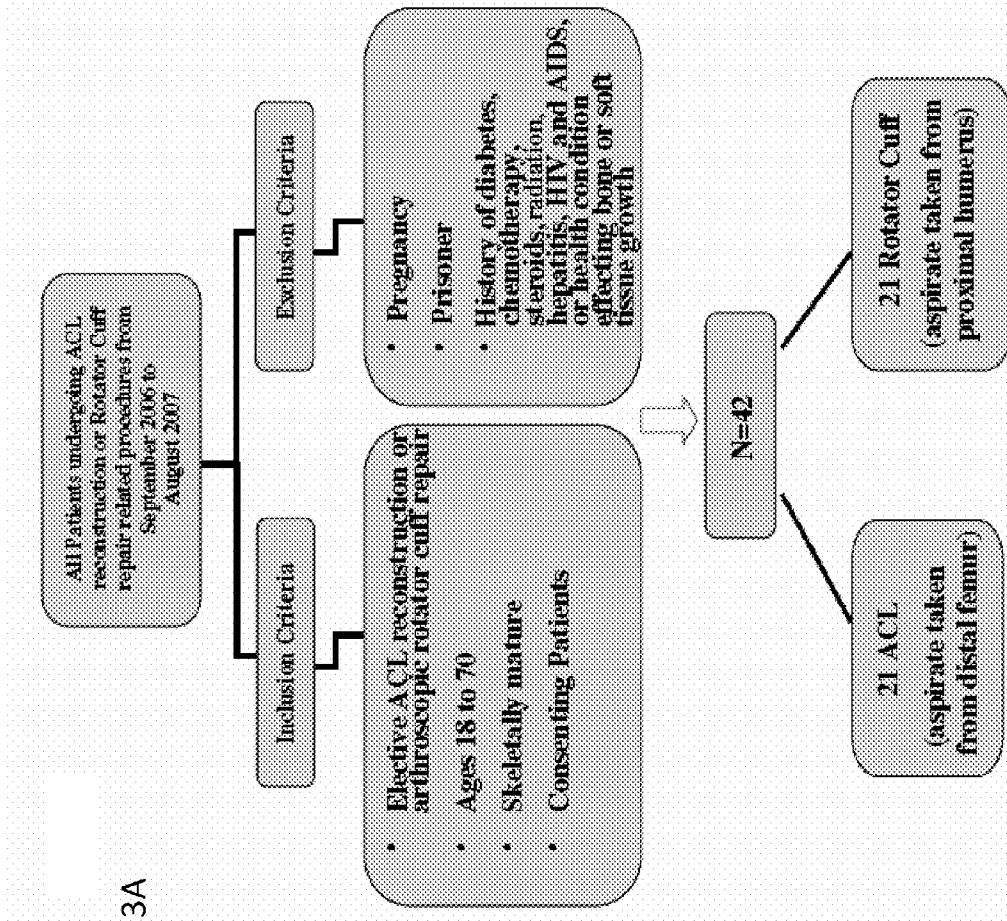 3A
All Patients undergoing ACL
reconstruction or Rotator Cuff
repair related procedures from
September 2006 to
August 2007
Inclusion Criteria
Exclusion Criteria
• Elective ACL reconstruction or
arthroscopic rotator cuff repair
• Ages 18 to 70
• Skeletally mature
• Consenting Patients
• Pregnancy
• Prisoner
• History of diabetes,
chemotherapy,
steroids, radiation,
hepatitis, HIV and AIDS,
or health condition
effecting bone or soft
tissue growth
N=42
21 ACL
(aspirate taken
from distal femur)
21 Rotator Cuff
(aspirate taken from
proximal humerus)